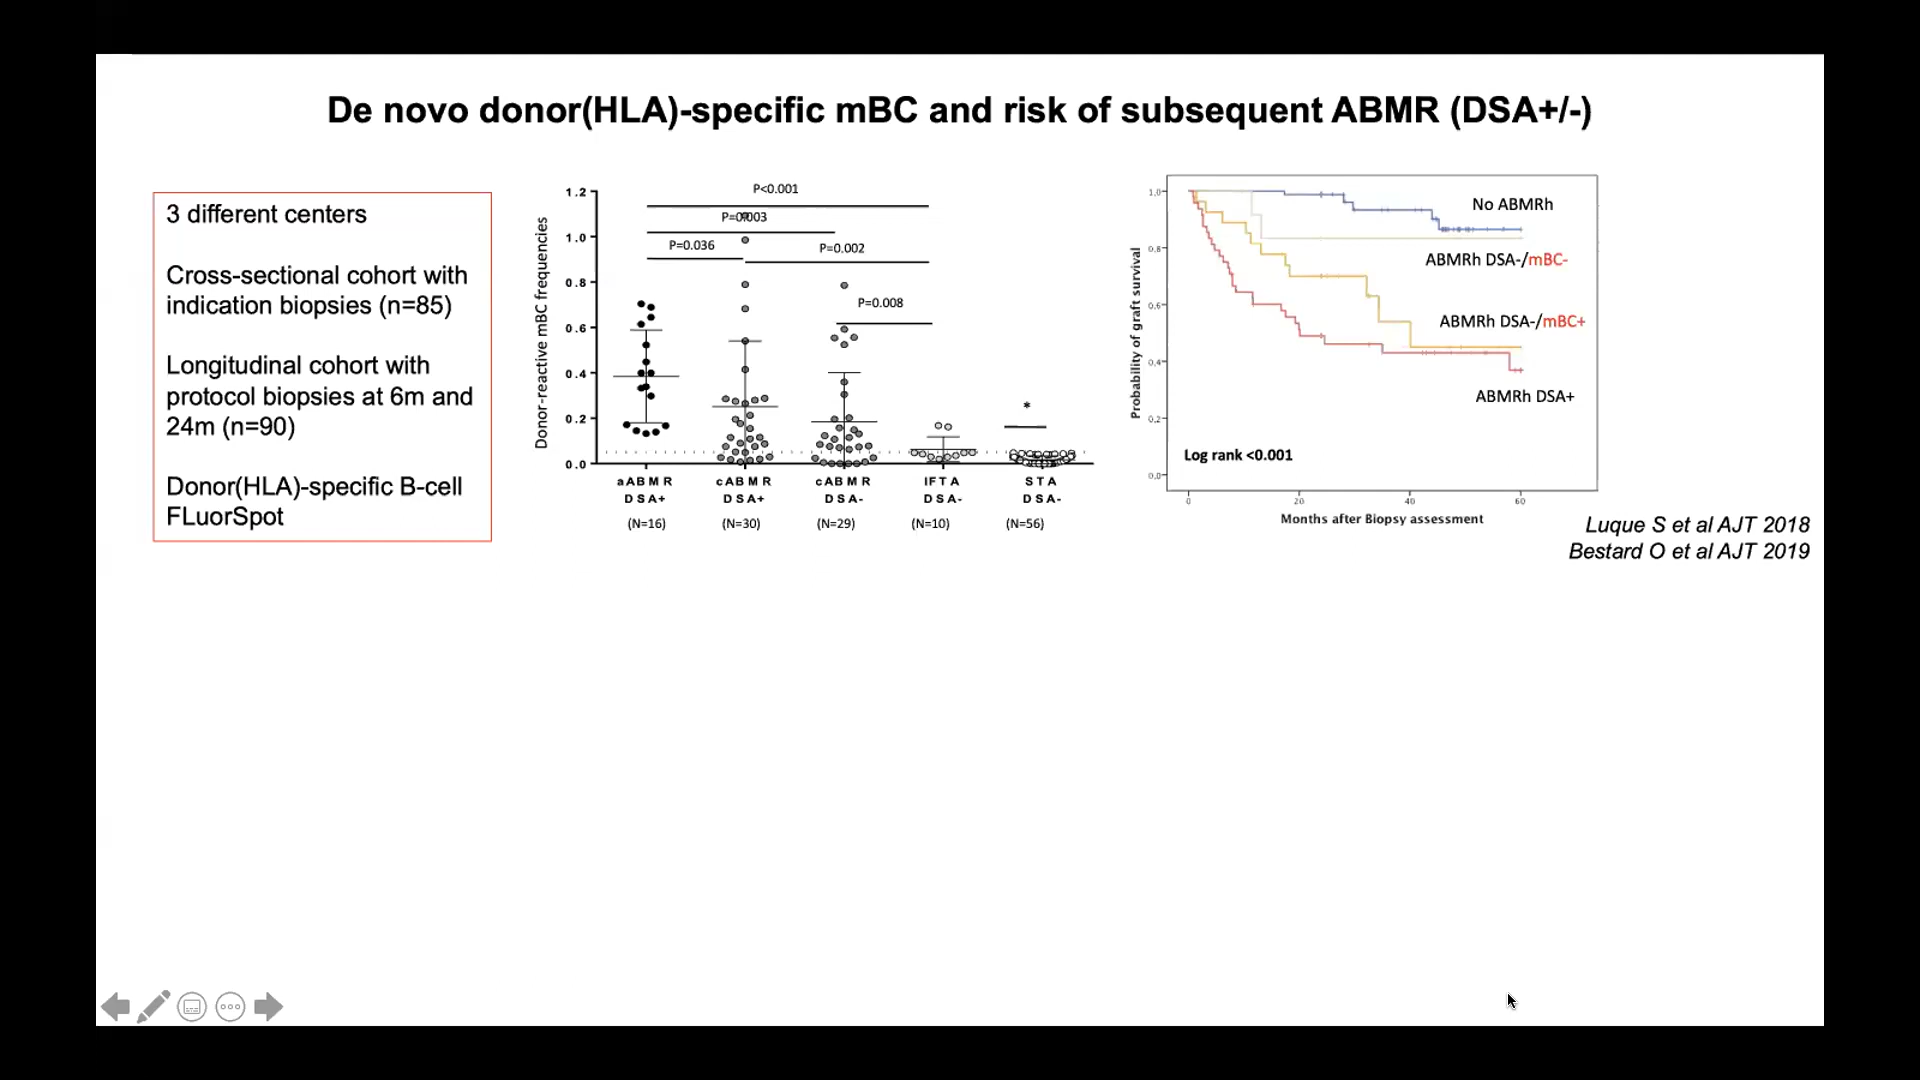 De novo donor(HLA)-specific mBC and risk of subsequent ABMR (DSA+/-)
3 different centers
Cross-sectional cohort with
indication biopsies (n=85)
Longitudinal cohort with
protocol biopsies at 6m and
24m (n=90)
Donor(HLA)-specific B-cell
FLuorSpot
Donor-reactive mBC frequencies
1.2
1.0
0.8
0.6
0.4
0.2
0.0
P<0.001
P=0.003
P=0.036
P=0.002
P=0.008
*
aABMR cABMR cABMR IFTA STA
DSA+ DSA+ DSA- DSA- DSA-
(N=16) (N=30) (N=29) (N=10) (N=56)
Probability of graft survival
1.0
0.8
0.6
0.4
0.2
0.0
No ABMRh
ABMRh DSA-/mBC-
ABMRh DSA-/mBC+
ABMRh DSA+
Log rank <0.001
0 20 40 60
Months after Biopsy assessment
Luque S et al AJT 2018
Bestard O et al AJT 2019